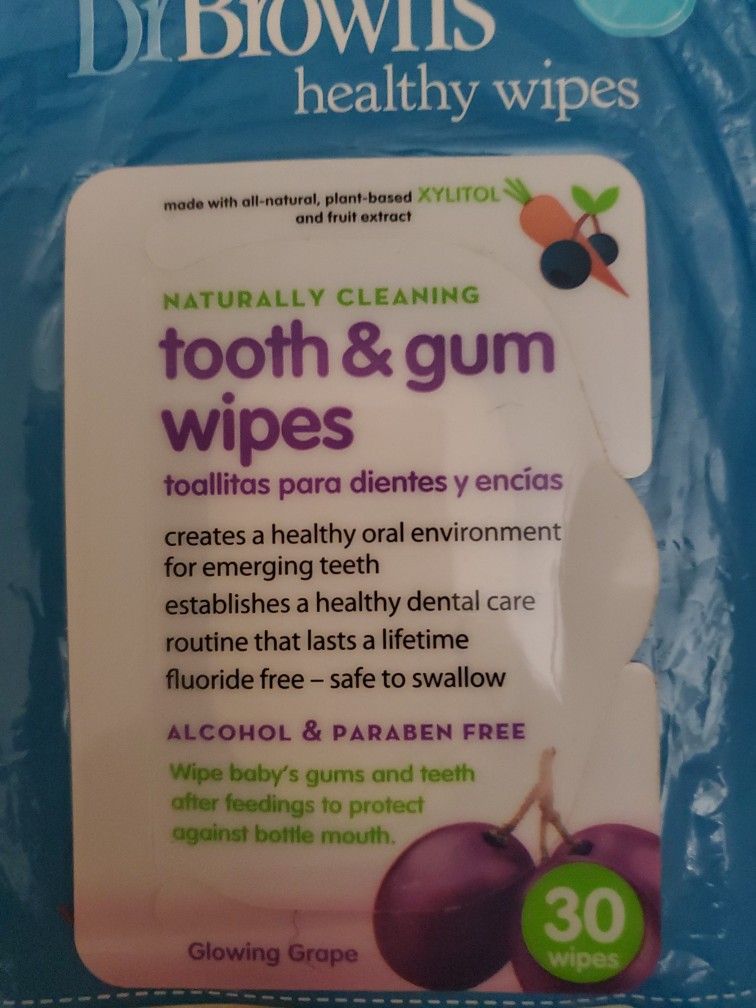 Dr Brown's
healthy wipes
made with all-natural, plant-based XYLITOL
and fruit extract
NATURALLY CLEANING
tooth & gum
wipes
toallitas para dientes y encías
creates a healthy oral environment
for emerging teeth
establishes a healthy dental care
routine that lasts a lifetime
fluoride free – safe to swallow
ALCOHOL & PARABEN FREE
Wipe baby's gums and teeth
after feedings to protect
against bottle mouth.
30
wipes
Glowing Grape